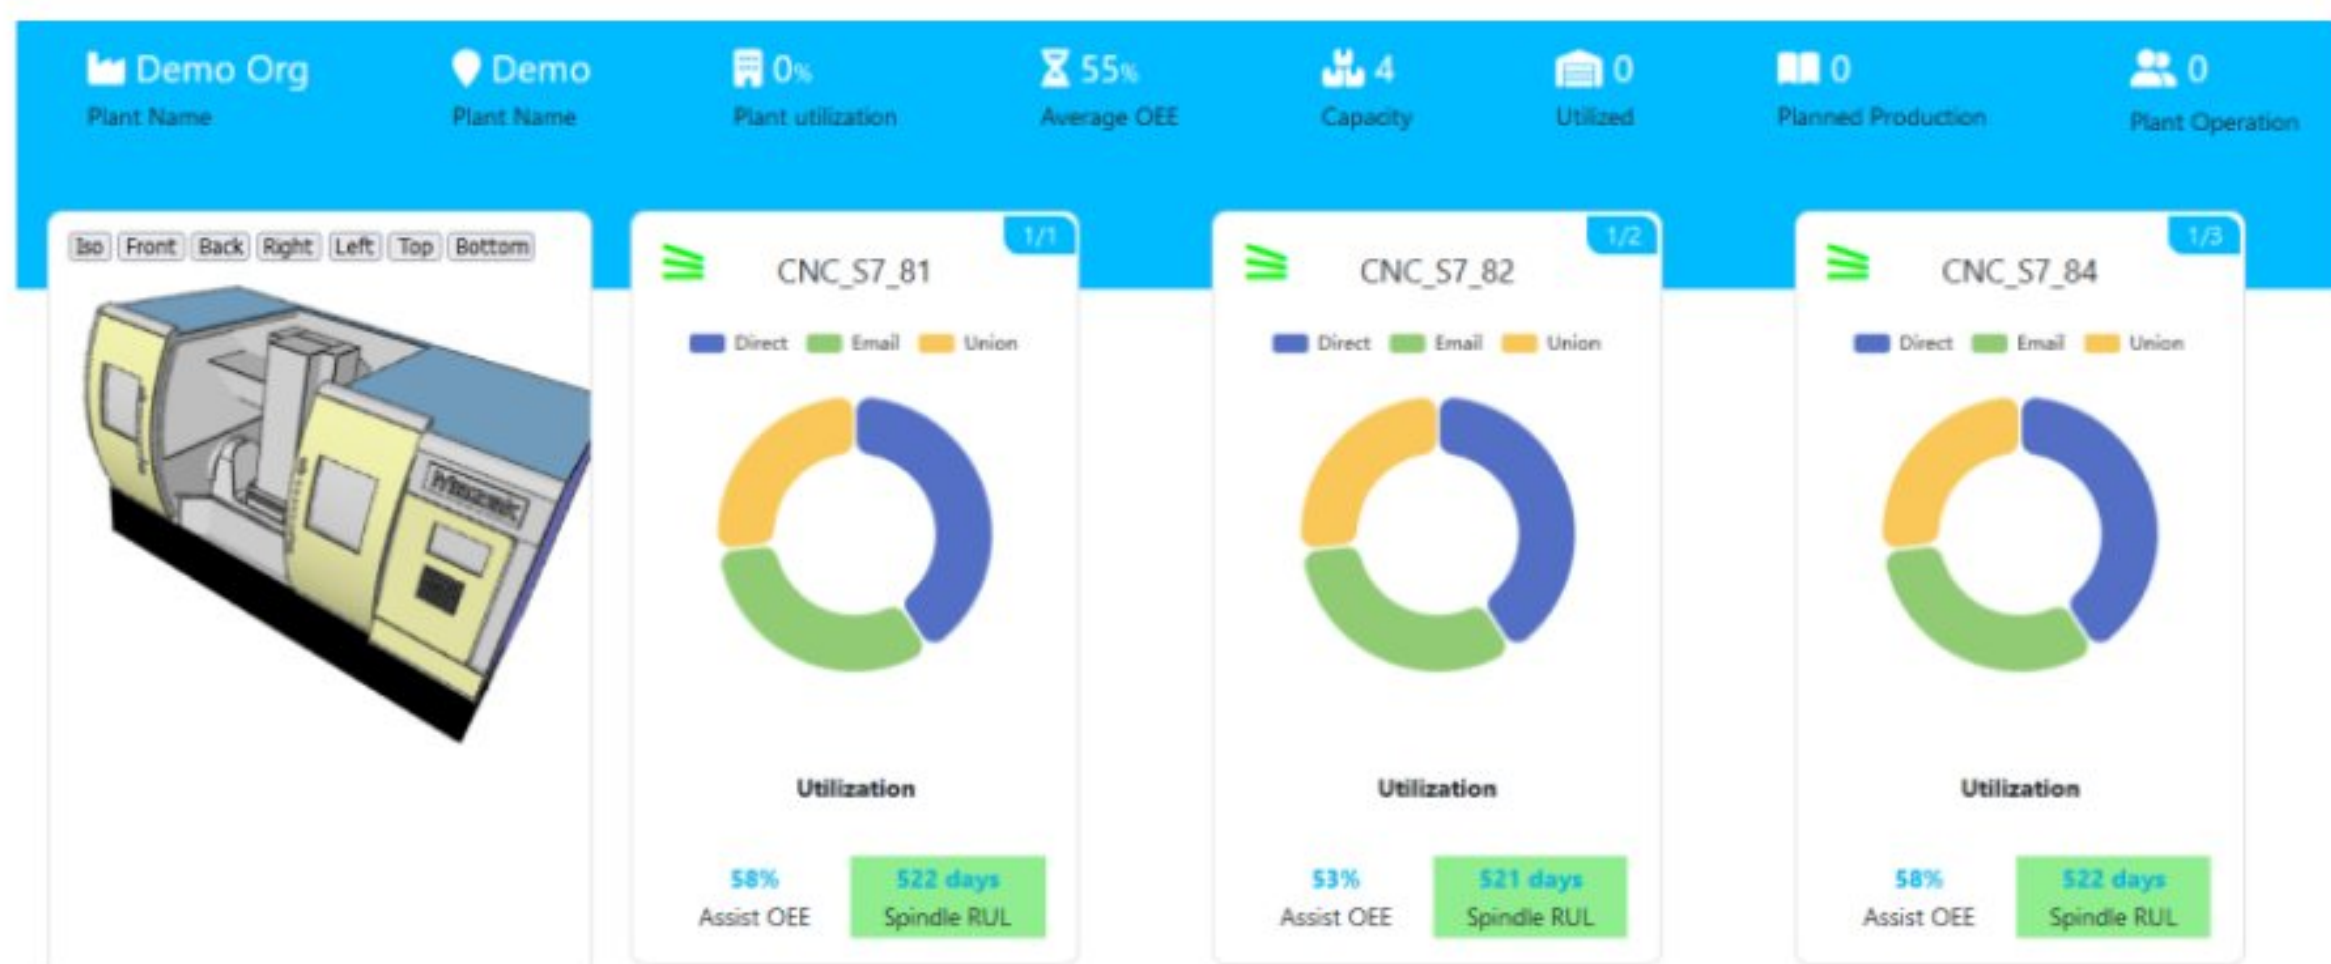 Demo Org
Plant Name
Demo
Plant Name
0%
Plant utilization
55%
Average OEE
4
Capacity
0
Utilized
0
Planned Production
0
Plant Operation
Iso Front Back Right Left Top Bottom
1/1
CNC_S7_81
Direct Email Union
Utilization
58%
Assist OEE
522 days
Spindle RUL
1/2
CNC_S7_82
Direct Email Union
Utilization
53%
Assist OEE
521 days
Spindle RUL
1/3
CNC_S7_84
Direct Email Union
Utilization
58%
Assist OEE
522 days
Spindle RUL